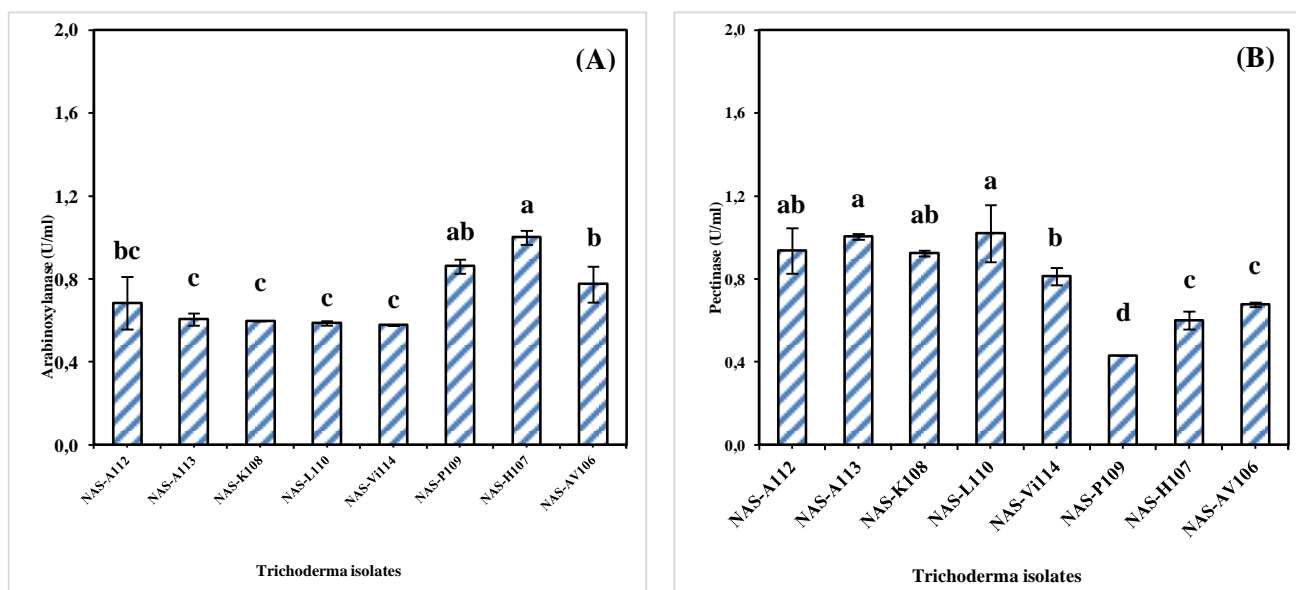 (A)
Arabinoxylanase (U/ml)
2,0
1,6
1,2
0,8
0,4
0,0
bc
c
c
c
c
ab
a
b
NAS-A112
NAS-A113
NAS-K108
NAS-L110
NAS-Vi114
NAS-P109
NAS-H107
NAS-AV106
Trichoderma isolates
(B)
Pectinase (U/ml)
2,0
1,6
1,2
0,8
0,4
0,0
ab
a
ab
a
b
d
c
c
NAS-A112
NAS-A113
NAS-K108
NAS-L110
NAS-Vi114
NAS-P109
NAS-H107
NAS-AV106
Trichoderma isolates